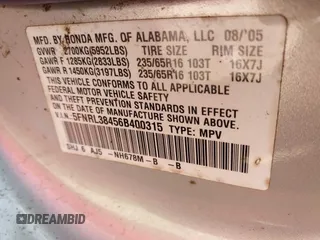 MFD. BY HONDA MFG. OF ALABAMA, LLC 08/05
GVWR 2700KG(5952LBS) TIRE SIZE RIM SIZE
GAWR F 1285KG(2833LBS) 235/65R16 103T 16X7J
GAWR R 1450KG(3197LBS) 235/65R16 103T 16X7J
THIS VEHICLE CONFORMS TO ALL APPLICABLE
FEDERAL MOTOR VEHICLE SAFETY AND
THEFT PREVENTION STANDARDS IN EFFECT ON
THE DATE OF MANUFACTURE SHOWN ABOVE.
V.I.N.: 5FNRL38456B400315 TYPE: MPV
SHJ 6 AJ5 -NH678M-B -B
© DREAMBID